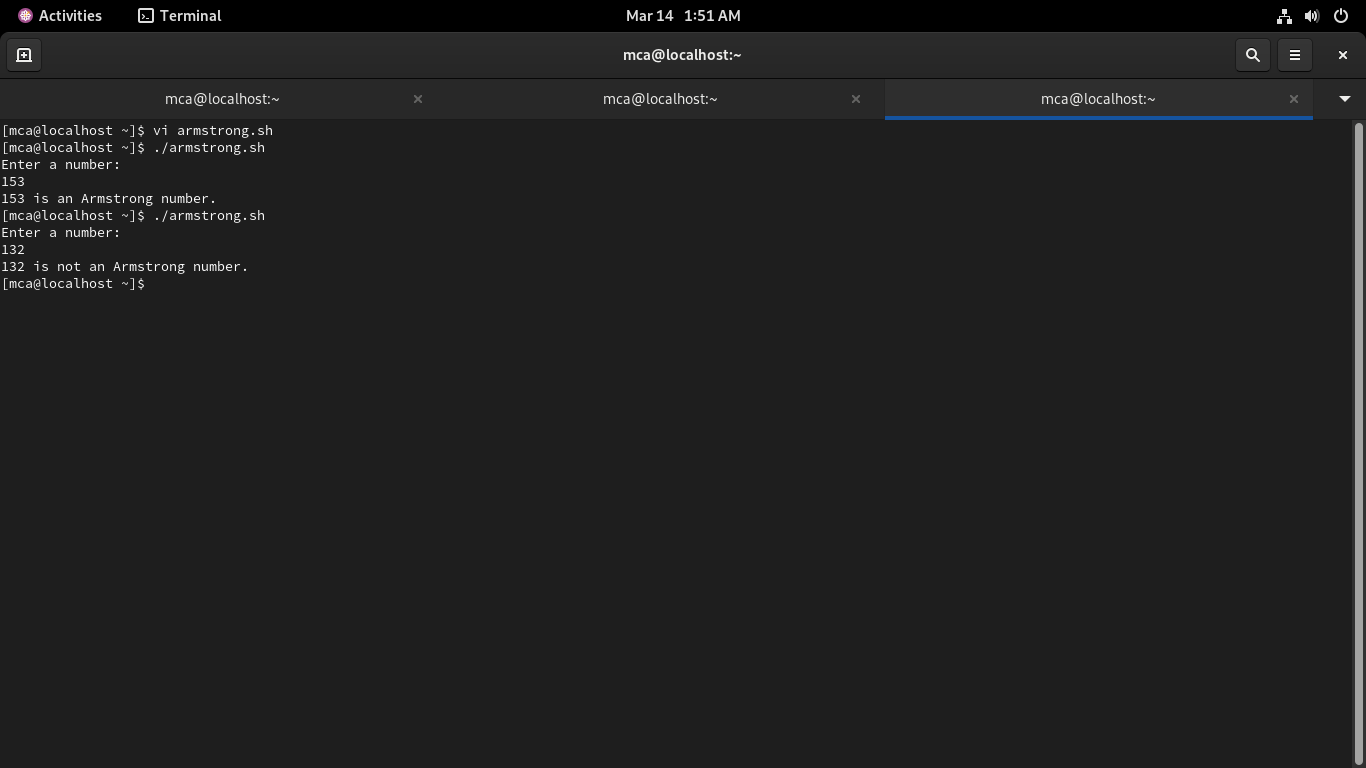 Activities Terminal Mar 14 1:51 AM
mca@localhost:~
mca@localhost:~ mca@localhost:~ mca@localhost:~
[mca@localhost ~]$ vi armstrong.sh
[mca@localhost ~]$ ./armstrong.sh
Enter a number:
153
153 is an Armstrong number.
[mca@localhost ~]$ ./armstrong.sh
Enter a number:
132
132 is not an Armstrong number.
[mca@localhost ~]$